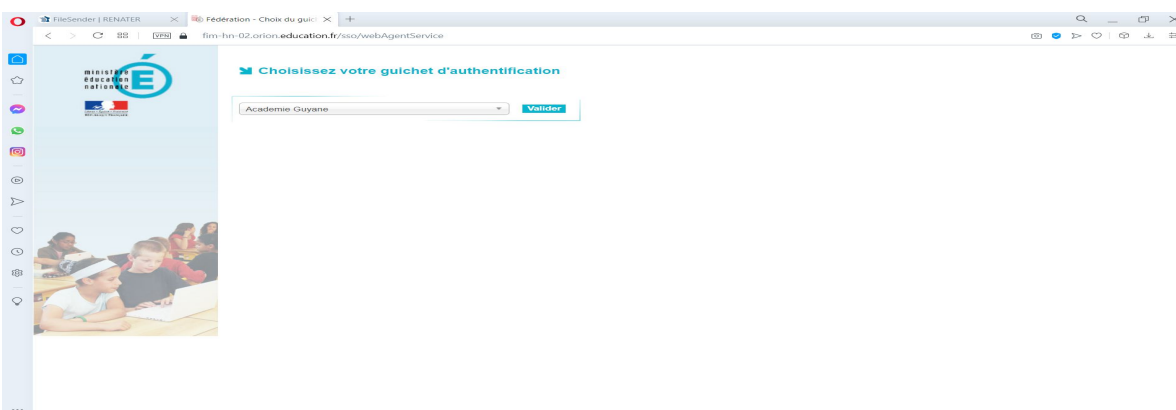 FileSender | RENATER
Fédération - Choix du guic
VPN
fim-hn-02.orion.education.fr/sso/webAgentService
ministère
éducation
nationale
É
Choisissez votre guichet d'authentification
Academie Guyane
Valider